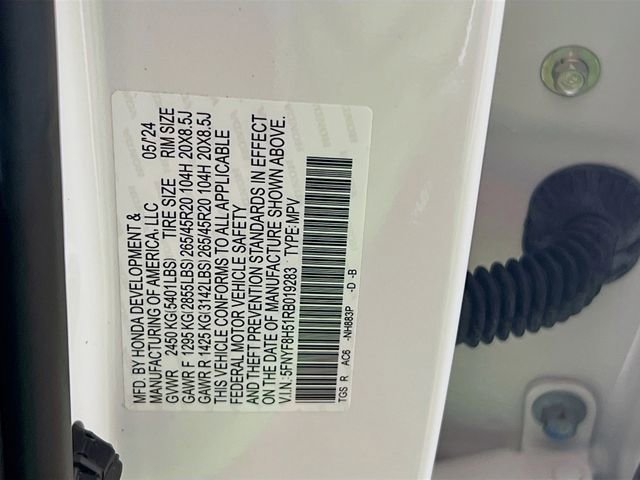 MFD. BY HONDA DEVELOPMENT &
MANUFACTURING OF AMERICA, LLC 05/24
GVWR 2450 KG(5401LBS) TIRE SIZE RIM SIZE
GAWR F 1295 KG(2855LBS) 265/45R20 104H 20X8.5J
GAWR R 1425 KG(3142LBS) 265/45R20 104H 20X8.5J
THIS VEHICLE CONFORMS TO ALL APPLICABLE
FEDERAL MOTOR VEHICLE SAFETY
AND THEFT PREVENTION STANDARDS IN EFFECT
ON THE DATE OF MANUFACTURE SHOWN ABOVE.
V.I.N.:5FNYF8H51RB019283 TYPE:MPV
TGS R AC6 -NH883P -D -B